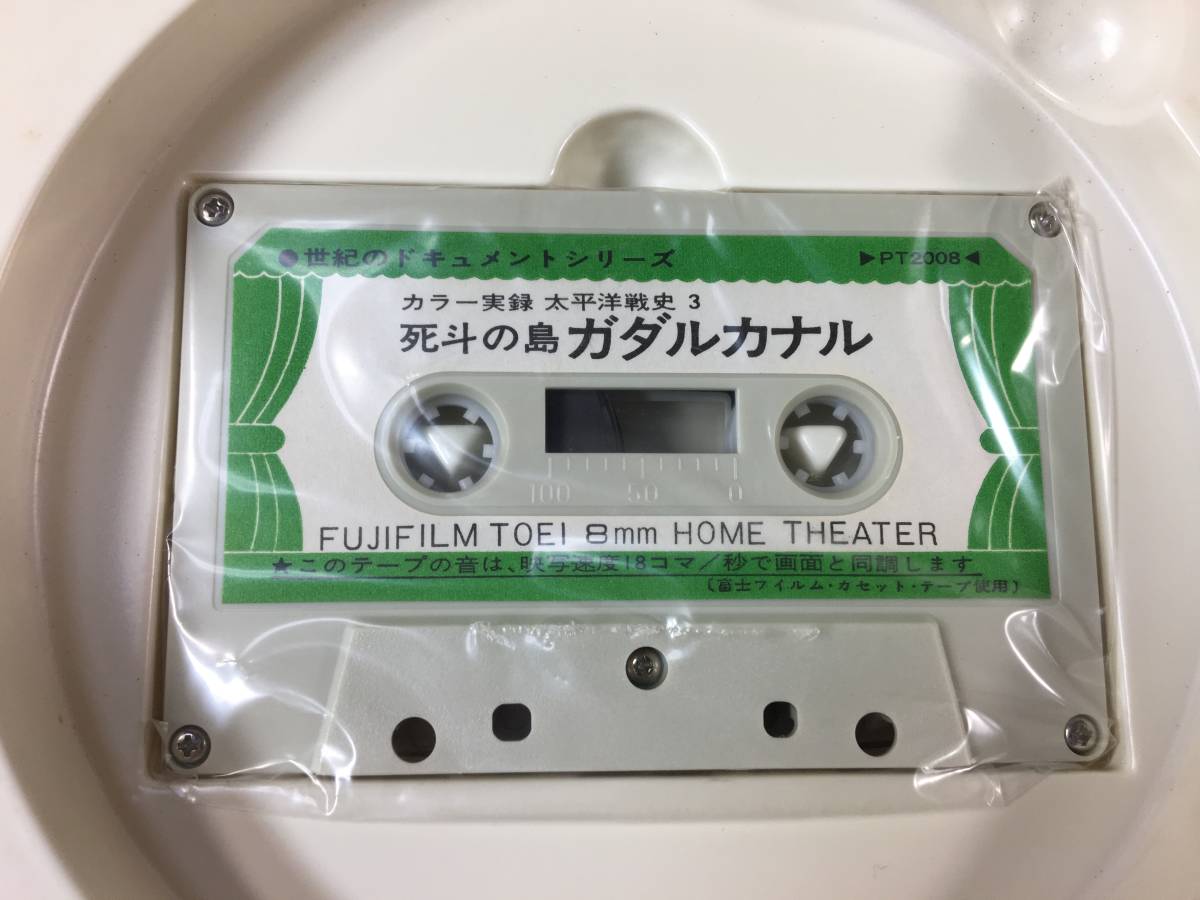 ●世紀のドキュメントシリーズ ▶PT2008◀
カラー実録 太平洋戦史 3
死斗の島 ガダルカナル
100 50 0
FUJIFILM TOEI 8mm HOME THEATER
★このテープの音は、映写速度18コマ/秒で画面と同調します
(富士フイルム・カセット・テープ使用)